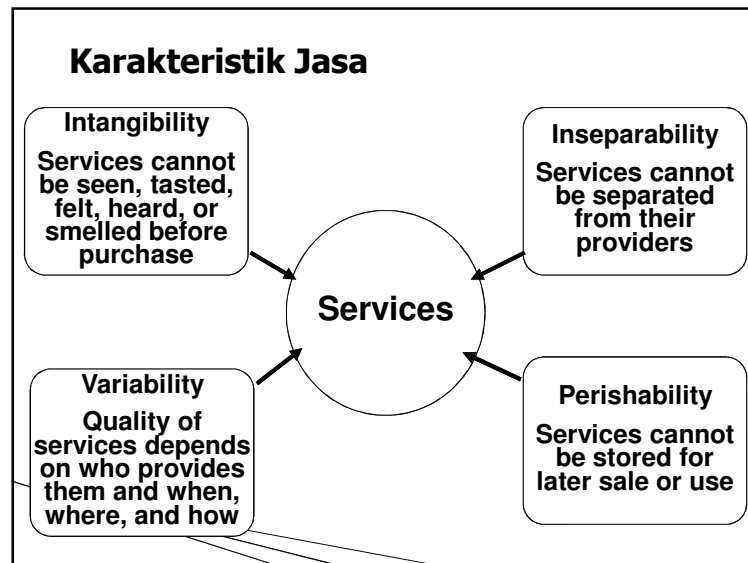 Karakteristik Jasa
Intangibility
Services cannot
be seen, tasted,
felt, heard, or
smelled before
purchase
Inseparability
Services cannot
be separated
from their
providers
Services
Variability
Quality of
services depends
on who provides
them and when,
where, and how
Perishability
Services cannot
be stored for
later sale or use